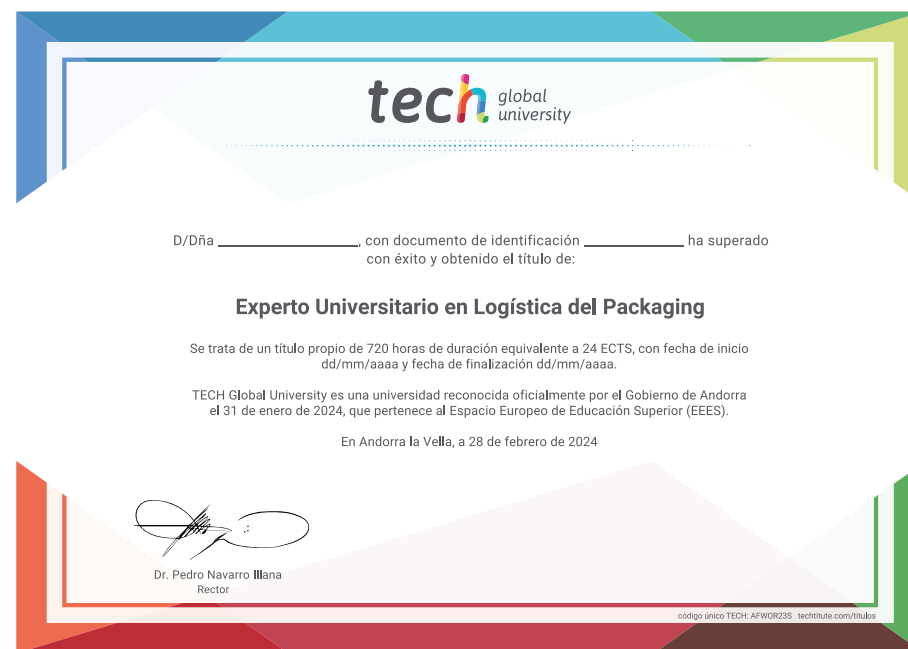 tech global university
D/Dña ____________________, con documento de identificación ______________ ha superado
con éxito y obtenido el título de:
Experto Universitario en Logística del Packaging
Se trata de un título propio de 720 horas de duración equivalente a 24 ECTS, con fecha de inicio
dd/mm/aaaa y fecha de finalización dd/mm/aaaa.
TECH Global University es una universidad reconocida oficialmente por el Gobierno de Andorra
el 31 de enero de 2024, que pertenece al Espacio Europeo de Educación Superior (EEES).
En Andorra la Vella, a 28 de febrero de 2024
Dr. Pedro Navarro Illana
Rector
código único TECH: AFWOR23S techtitute.com/titulos